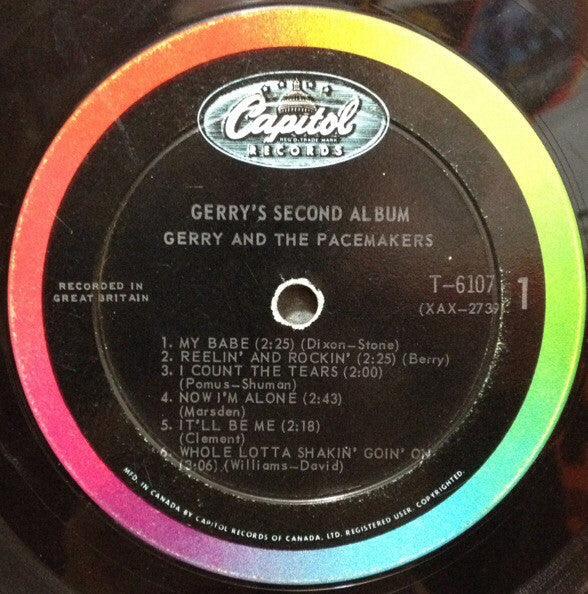 Capitol
REG'D. TRADE MARK
RECORDS
GERRY'S SECOND ALBUM
GERRY AND THE PACEMAKERS
RECORDED IN
GREAT BRITAIN
T-6107
1
1. MY BABE (2:25) (Dixon-Stone)
2. REELIN' AND ROCKIN' (2:25) (Berry)
3. I COUNT THE TEARS (2:00)
(Pomus-Shuman)
4. NOW I'M ALONE (2:43)
(Marsden)
5. IT'LL BE ME (2:18)
(Clement)
6. WHOLE LOTTA SHAKIN' GOIN' ON
(3:06) (Williams-David)
MFD. IN CANADA BY CAPITOL RECORDS OF CANADA, LTD. REGISTERED USER. COPYRIGHTED.